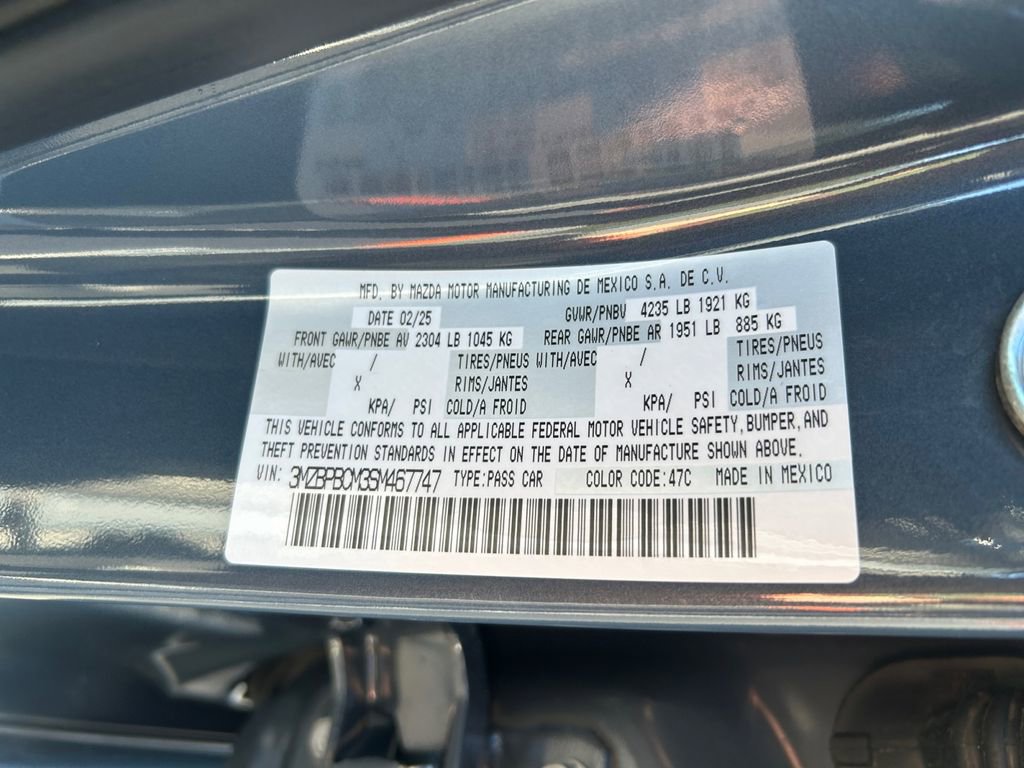 MFD. BY MAZDA MOTOR MANUFACTURING DE MEXICO S.A. DE C.V.
DATE 02/25 GVWR/PNBV 4235 LB 1921 KG
FRONT GAWR/PNBE AV 2304 LB 1045 KG REAR GAWR/PNBE AR 1951 LB 885 KG
WITH/AVEC / TIRES/PNEUS WITH/AVEC / TIRES/PNEUS
X RIMS/JANTES X RIMS/JANTES
KPA/ PSI COLD/A FROID KPA/ PSI COLD/A FROID
THIS VEHICLE CONFORMS TO ALL APPLICABLE FEDERAL MOTOR VEHICLE SAFETY, BUMPER, AND
THEFT PREVENTION STANDARDS IN EFFECT ON THE DATE OF MANUFACTURE SHOWN ABOVE.
VIN: 3MZBPBCM3SM467747 TYPE:PASS CAR COLOR CODE:47C MADE IN MEXICO